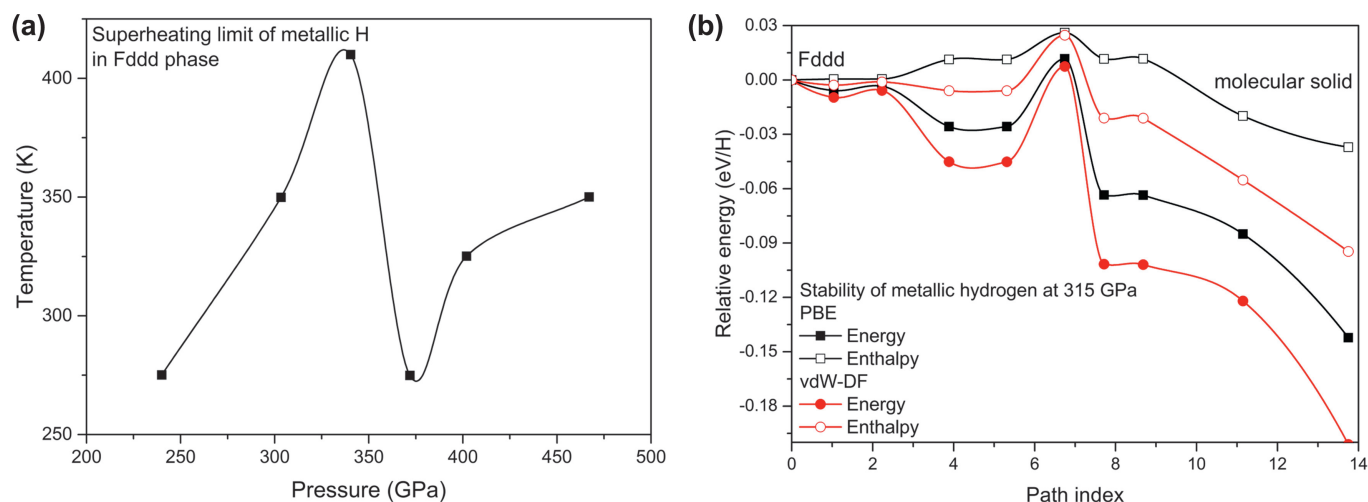 (a)
Superheating limit of metallic H
in Fddd phase
400
350
300
250
Temperature (K)
200 250 300 350 400 450 500
Pressure (GPa)
(b)
0.03
0.00
-0.03
-0.06
-0.09
-0.12
-0.15
-0.18
Relative energy (eV/H)
Fddd
molecular solid
Stability of metallic hydrogen at 315 GPa
PBE
Energy
Enthalpy
vdW-DF
Energy
Enthalpy
0 2 4 6 8 10 12 14
Path index